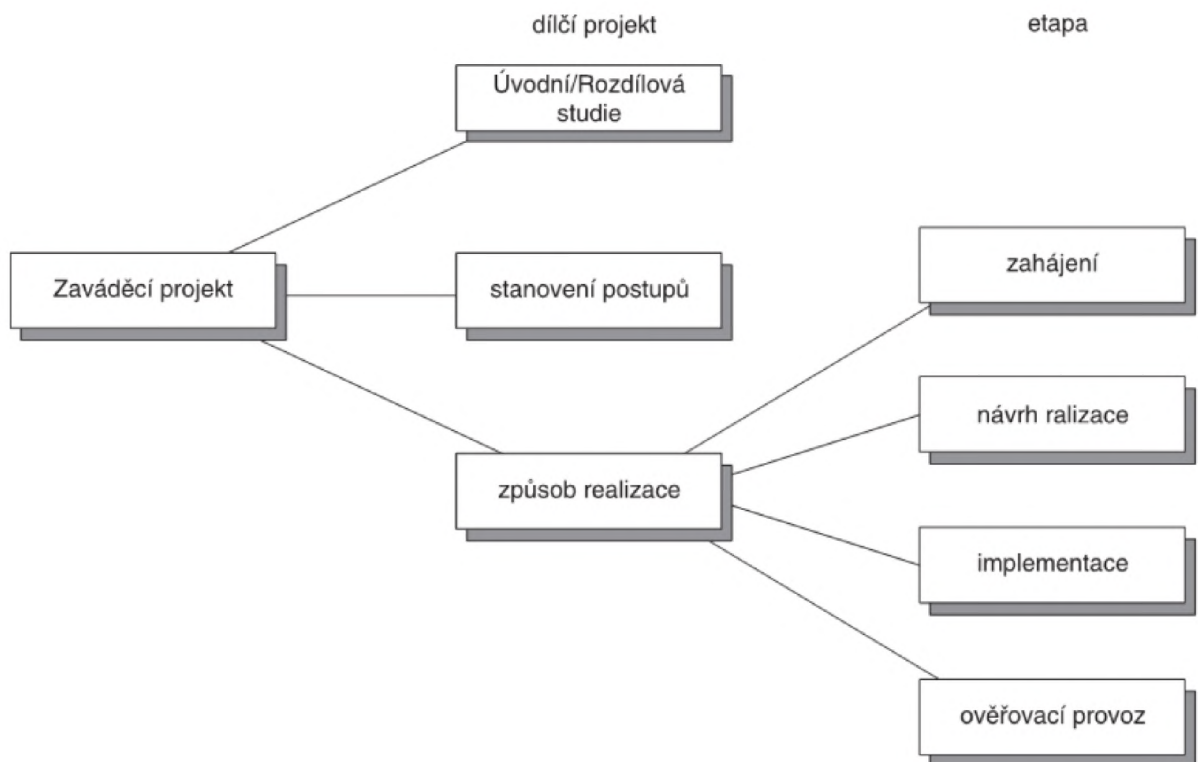 dílčí projekt
etapa
Úvodní/Rozdílová
studie
Zaváděcí projekt
stanovení postupů
zahájení
návrh ralizace
způsob realizace
implementace
ověřovací provoz